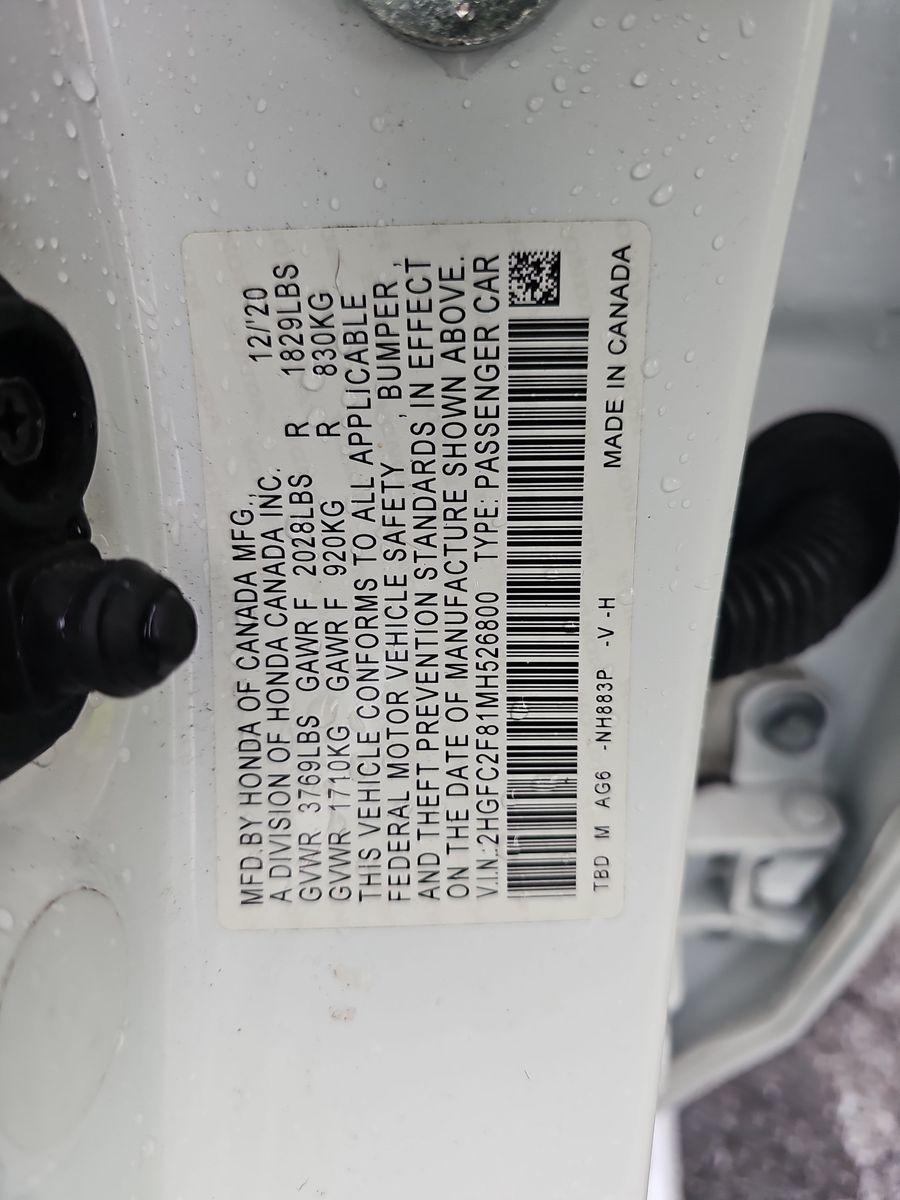 MFD.BY HONDA OF CANADA MFG., 12/'20
A DIVISION OF HONDA CANADA INC.
GVWR 3769LBS GAWR F 2028LBS R 1829LBS
GVWR 1710KG GAWR F 920KG R 830KG
THIS VEHICLE CONFORMS TO ALL APPLICABLE
FEDERAL MOTOR VEHICLE SAFETY , BUMPER ,
AND THEFT PREVENTION STANDARDS IN EFFECT
ON THE DATE OF MANUFACTURE SHOWN ABOVE.
V.I.N.:2HGFC2F81MH526800 TYPE: PASSENGER CAR
TBD M AG6 -NH883P -V -H
MADE IN CANADA